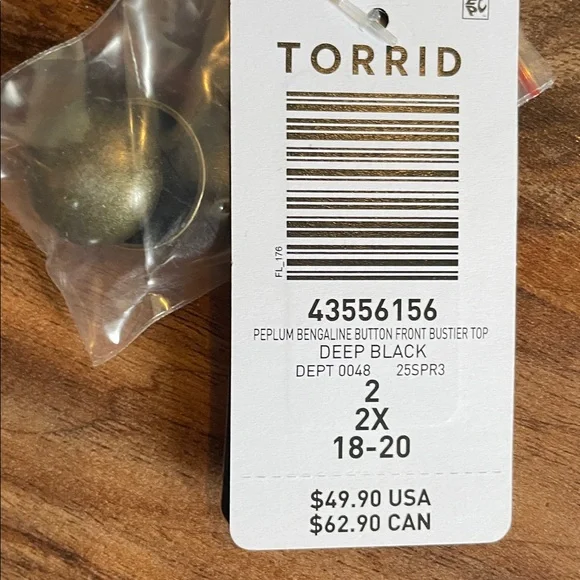 TORRID
FL_176
43556156
PEPLUM BENGALINE BUTTON FRONT BUSTIER TOP
DEEP BLACK
DEPT 0048 25SPR3
2
2X
18-20
$49.90 USA
$62.90 CAN